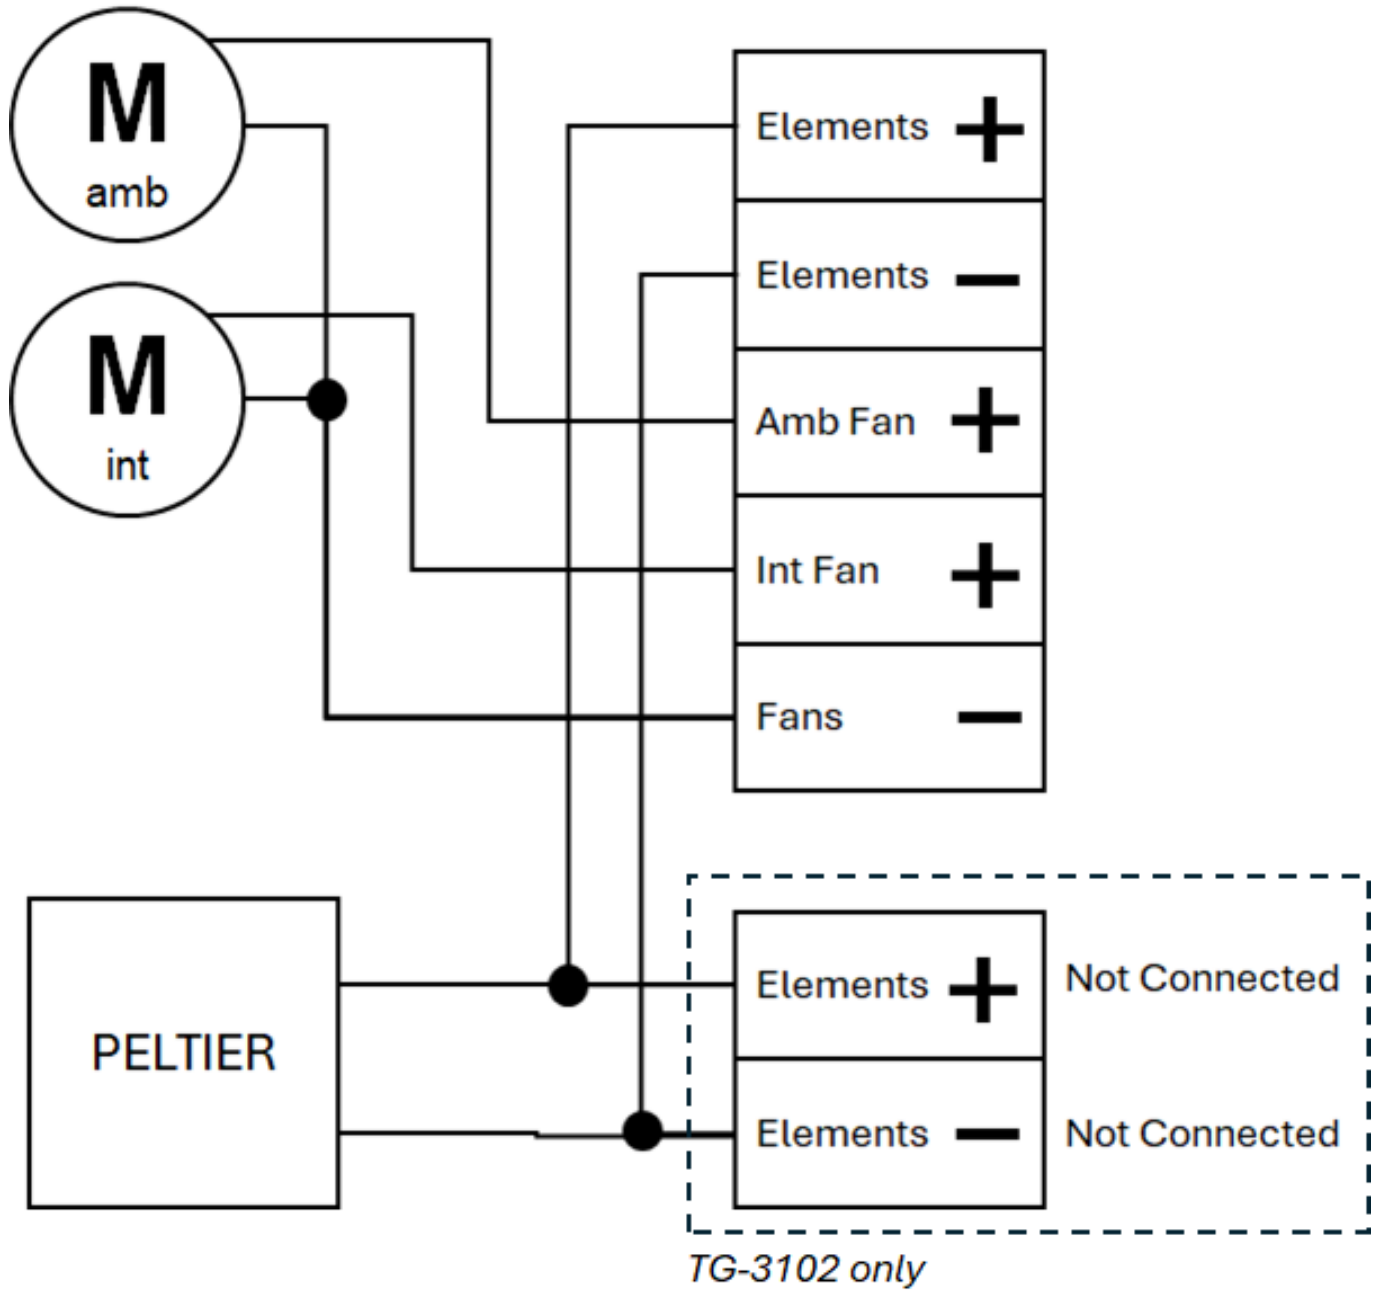 M
amb
M
int
Elements +
Elements −
Amb Fan +
Int Fan +
Fans −
PELTIER
Elements + Not Connected
Elements − Not Connected
TG-3102 only